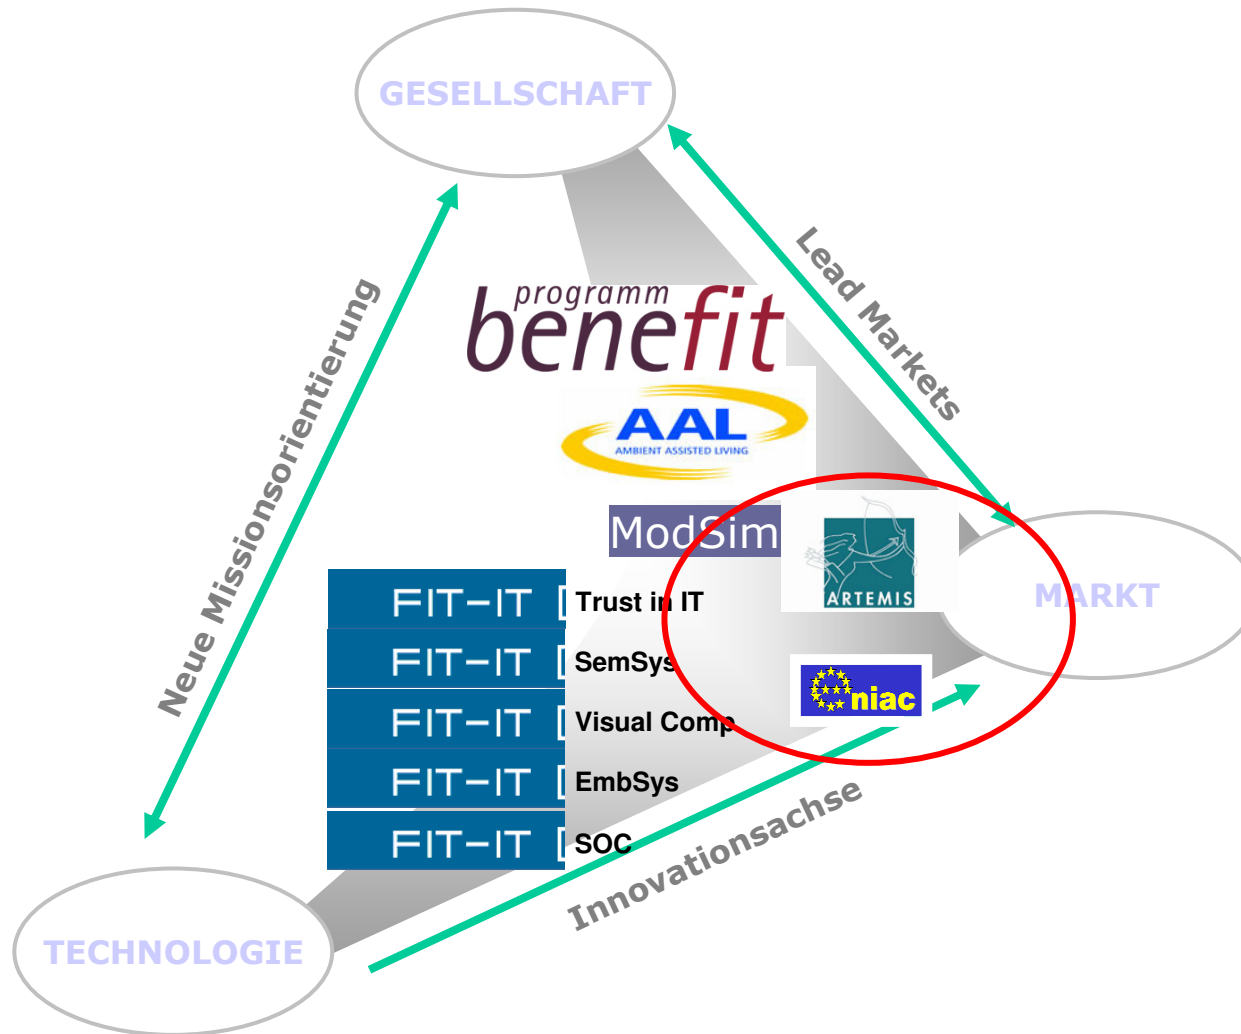 GESELLSCHAFT
Lead Markets
Neue Missionsorientierung
programm
benefit
AAL
AMBIENT ASSISTED LIVING
ModSim
ARTEMIS
MARKT
FIT-IT [ Trust in IT
FIT-IT [ SemSys
niac
FIT-IT [ Visual Comp
FIT-IT [ EmbSys
FIT-IT [ SOC
Innovationsachse
TECHNOLOGIE